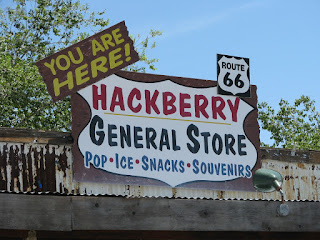 YOU ARE
HERE!
ROUTE
66
HACKBERRY
GENERAL STORE
POP • ICE • SNACKS • SOUVENIRS